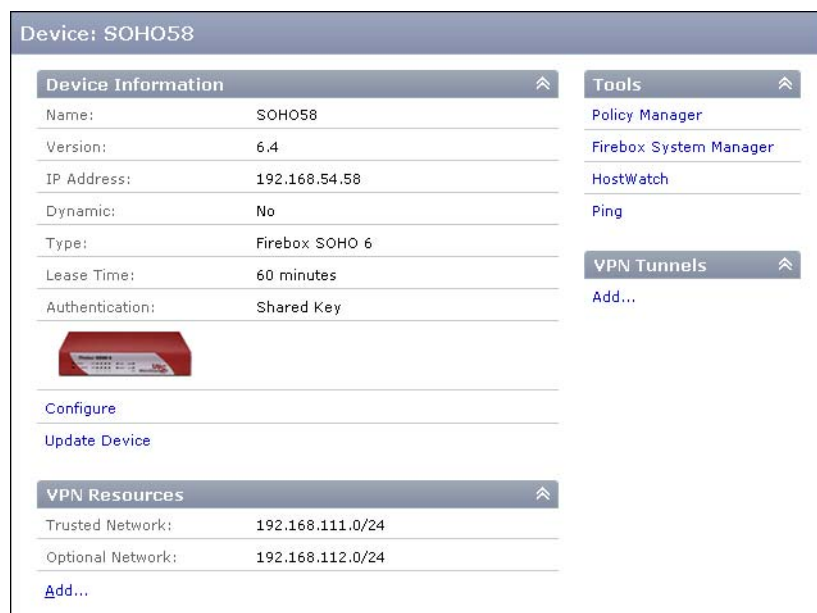 Device: SOHO58
Device Information
Name: SOHO58
Version: 6.4
IP Address: 192.168.54.58
Dynamic: No
Type: Firebox SOHO 6
Lease Time: 60 minutes
Authentication: Shared Key
Configure
Update Device
VPN Resources
Trusted Network: 192.168.111.0/24
Optional Network: 192.168.112.0/24
Add...
Tools
Policy Manager
Firebox System Manager
HostWatch
Ping
VPN Tunnels
Add...